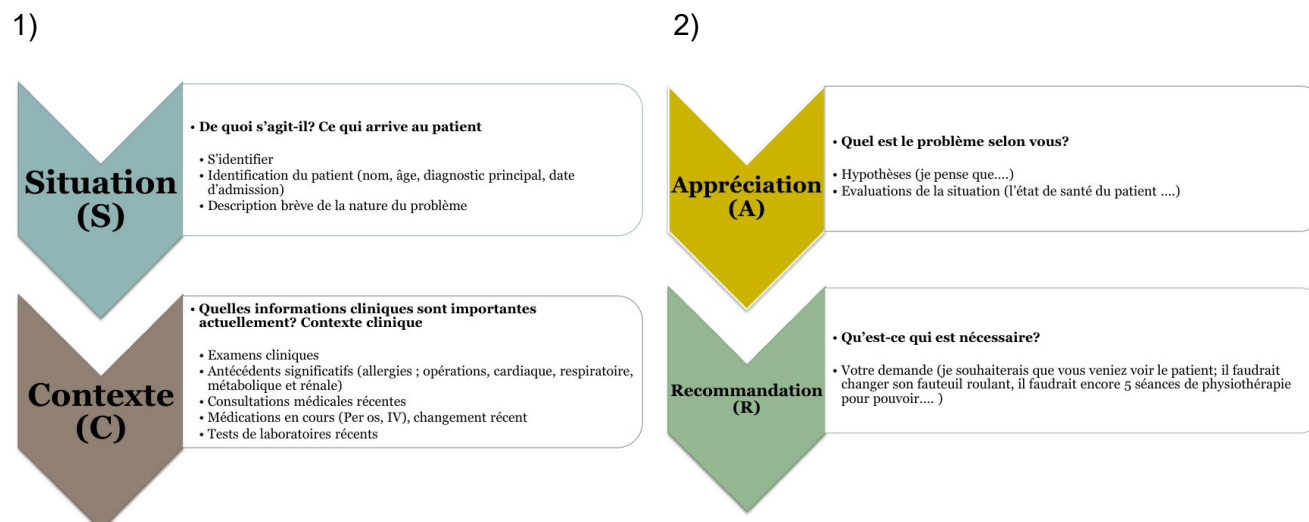 1)
Situation
(S)
• De quoi s’agit-il? Ce qui arrive au patient
• S’identifier
• Identification du patient (nom, âge, diagnostic principal, date
d’admission)
• Description brève de la nature du problème
Contexte
(C)
• Quelles informations cliniques sont importantes
actuellement? Contexte clinique
• Examens cliniques
• Antécédents significatifs (allergies ; opérations, cardiaque, respiratoire,
métabolique et rénale)
• Consultations médicales récentes
• Médications en cours (Per os, IV), changement récent
• Tests de laboratoires récents
2)
Appréciation
(A)
• Quel est le problème selon vous?
• Hypothèses (je pense que....)
• Evaluations de la situation (l’état de santé du patient ....)
Recommandation
(R)
• Qu’est-ce qui est nécessaire?
• Votre demande (je souhaiterais que vous veniez voir le patient; il faudrait
changer son fauteuil roulant, il faudrait encore 5 séances de physiothérapie
pour pouvoir.... )